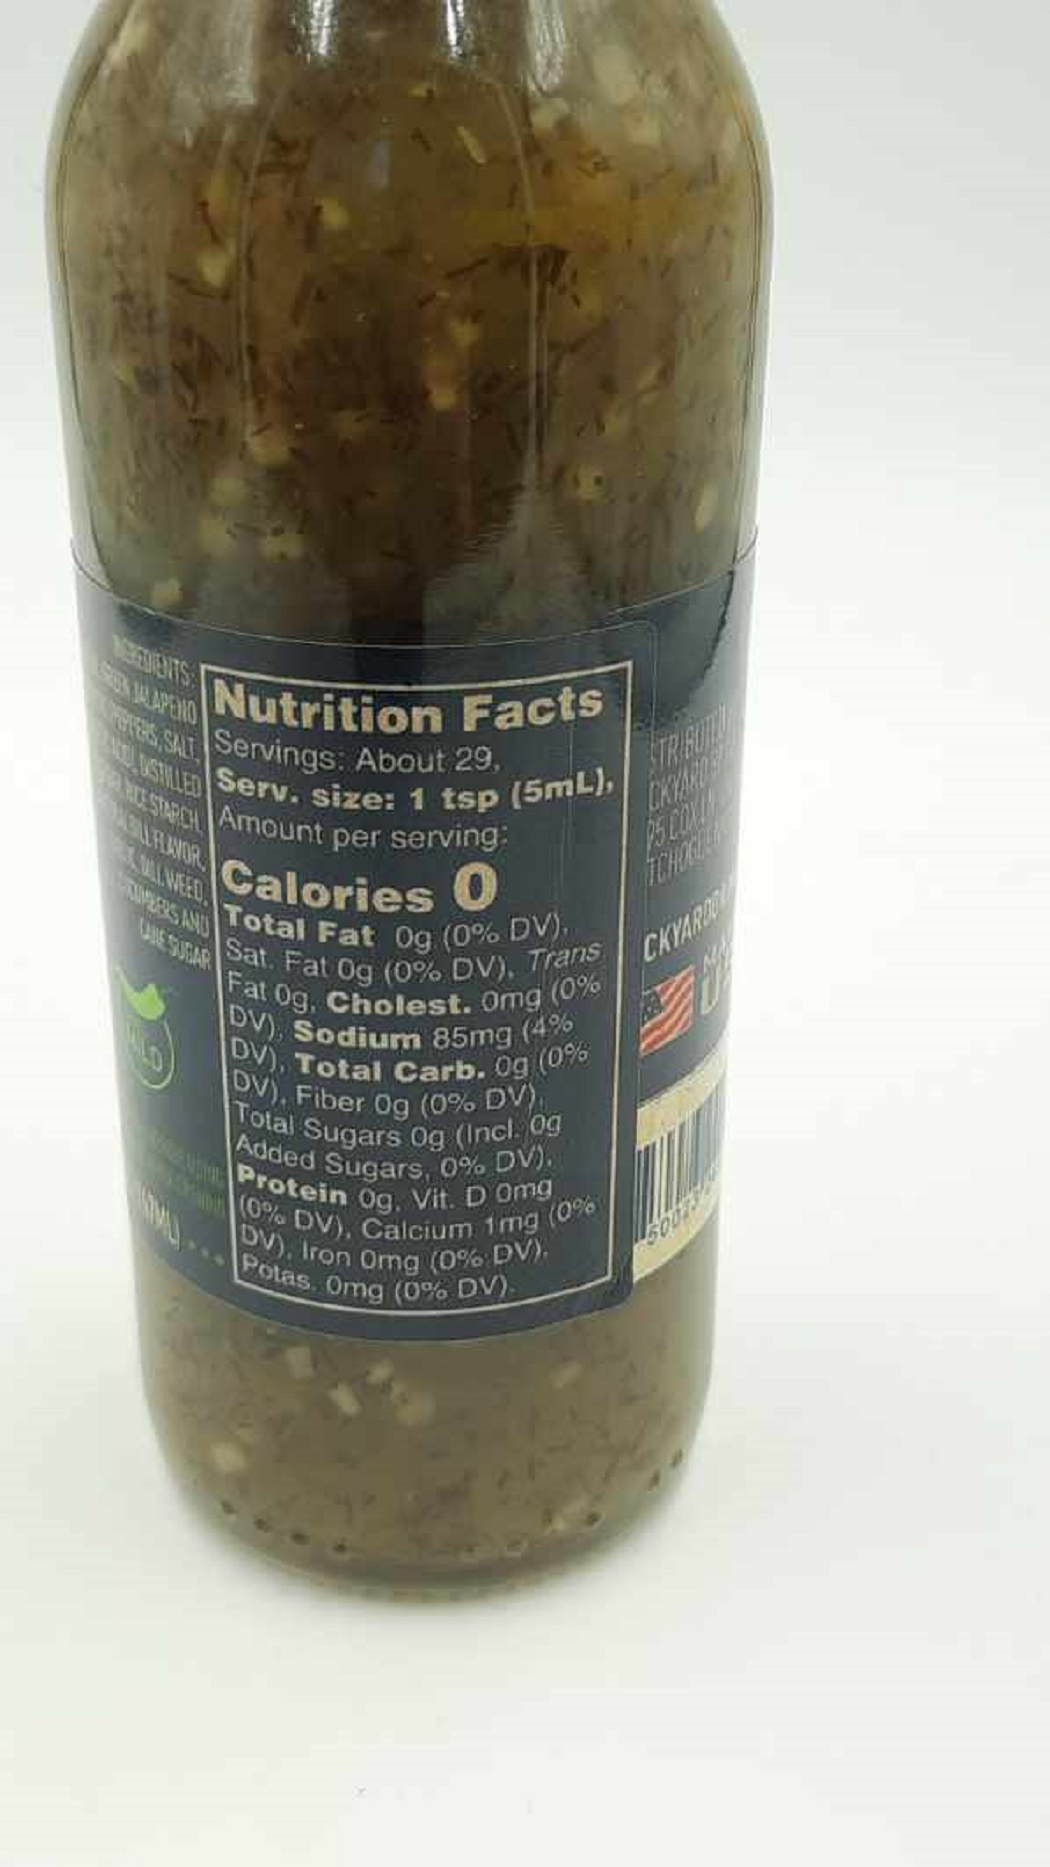 INGREDIENTS:
GREEN JALAPENO
PEPPERS, SALT,
DISTILLED
RICE STARCH,
DILL FLAVOR,
DILL WEED,
CUCUMBERS AND
CANE SUGAR
MILD
Nutrition Facts
Servings: About 29,
Serv. size: 1 tsp (5mL),
Amount per serving:
Calories 0
Total Fat 0g (0% DV),
Sat. Fat 0g (0% DV), Trans
Fat 0g, Cholest. 0mg (0%
DV), Sodium 85mg (4%
DV), Total Carb. 0g (0%
DV), Fiber 0g (0% DV),
Total Sugars 0g (Incl. 0g
Added Sugars, 0% DV),
Protein 0g, Vit. D 0mg
(0% DV), Calcium 1mg (0%
DV), Iron 0mg (0% DV),
Potas. 0mg (0% DV).